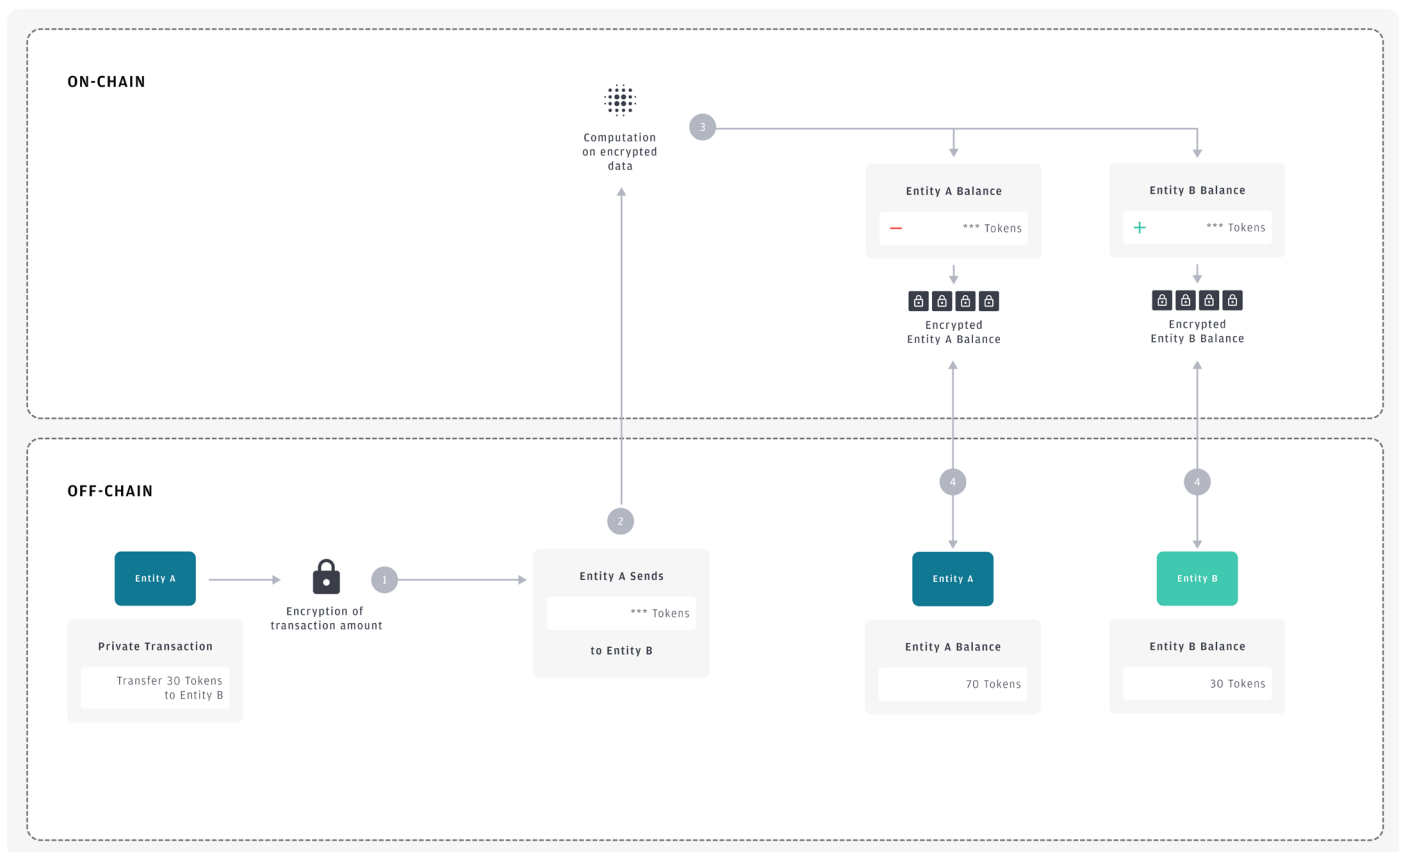 ON-CHAIN
Computation
on encrypted
data
3
Entity A Balance
*** Tokens
Encrypted
Entity A Balance
Entity B Balance
*** Tokens
Encrypted
Entity B Balance
OFF-CHAIN
Entity A
Private Transaction
Transfer 30 Tokens
to Entity B
Encryption of
transaction amount
1
2
Entity A Sends
*** Tokens
to Entity B
4
Entity A
Entity A Balance
70 Tokens
4
Entity B
Entity B Balance
30 Tokens